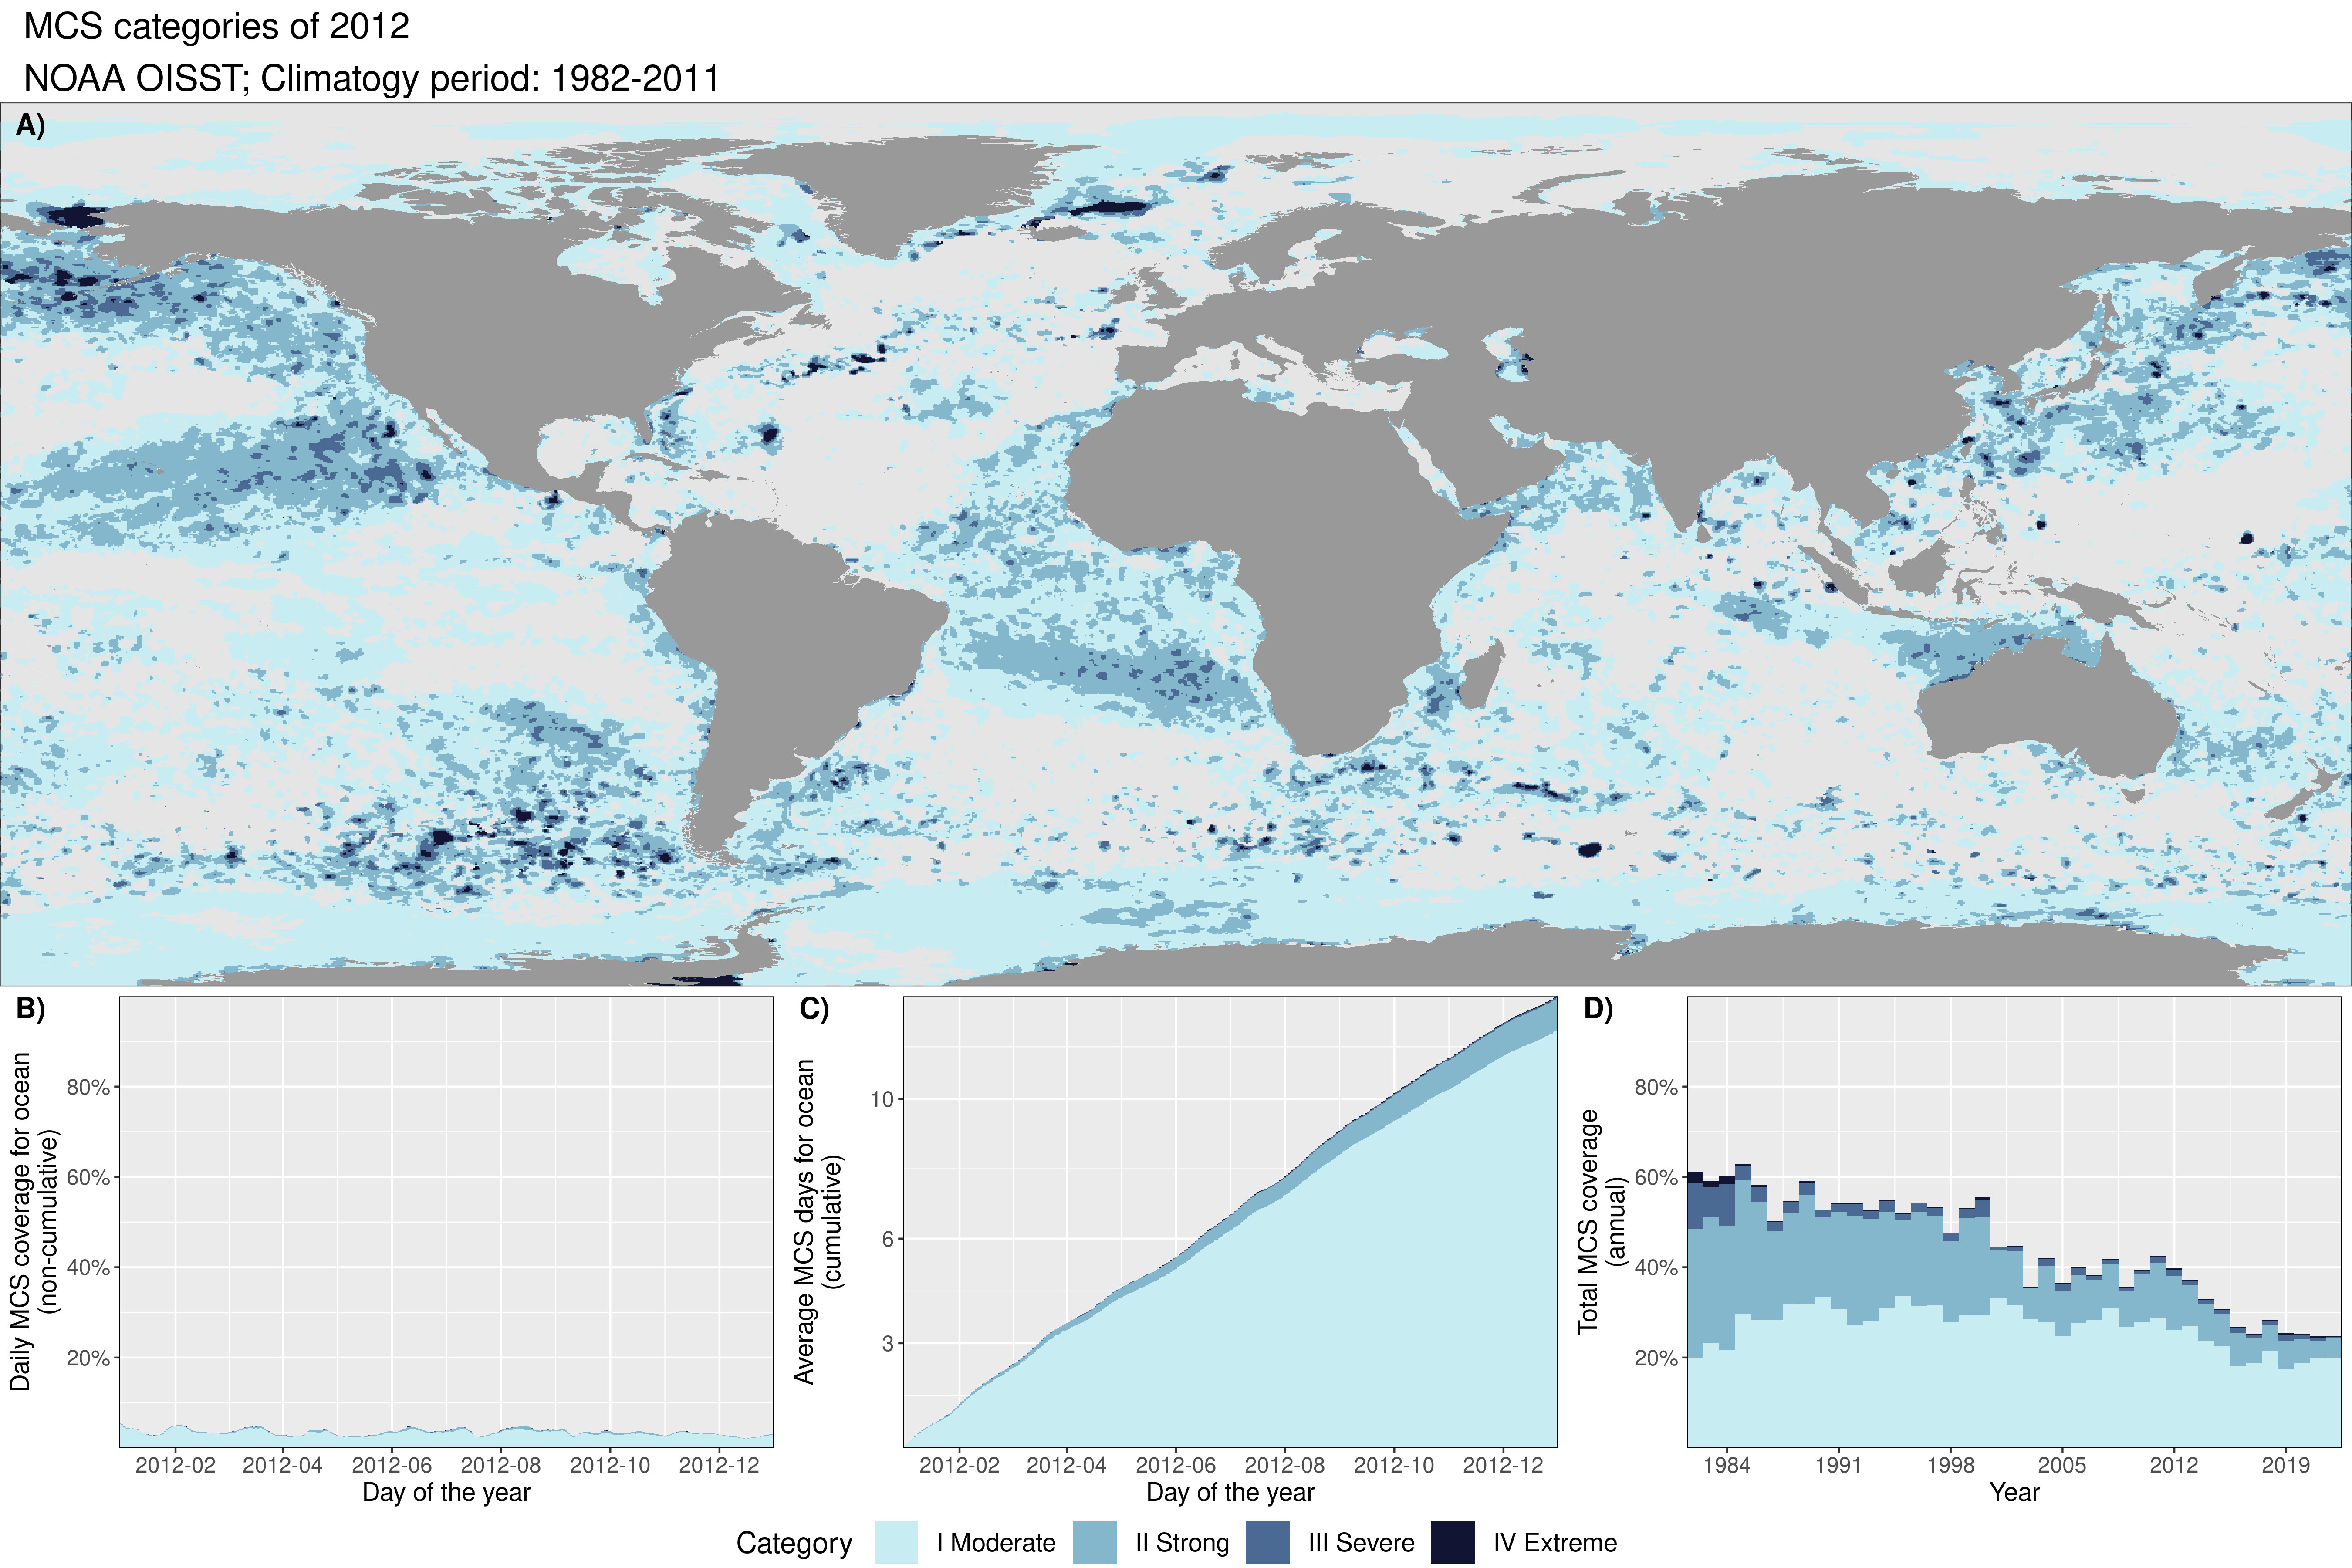 MCS categories of 2012
NOAA OISST; Climatogy period: 1982-2011
A)
B)
Daily MCS coverage for ocean
(non-cumulative)
80%
60%
40%
20%
2012-02 2012-04 2012-06 2012-08 2012-10 2012-12
Day of the year
C)
Average MCS days for ocean
(cumulative)
10
6
3
2012-02 2012-04 2012-06 2012-08 2012-10 2012-12
Day of the year
D)
Total MCS coverage
(annual)
80%
60%
40%
20%
1984 1991 1998 2005 2012 2019
Year
Category I Moderate II Strong III Severe IV Extreme